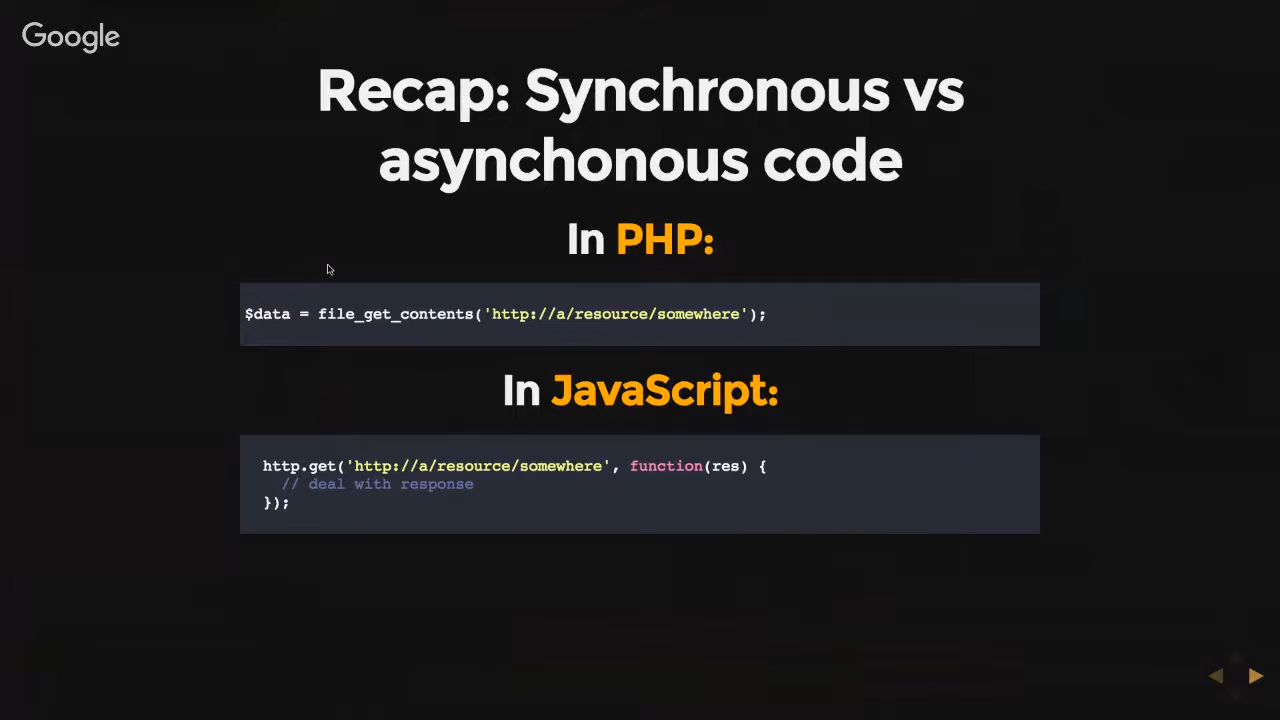 Google
Recap: Synchronous vs
asynchonous code
In PHP:
$data = file_get_contents('http://a/resource/somewhere');
In JavaScript:
http.get('http://a/resource/somewhere', function(res) {
// deal with response
});